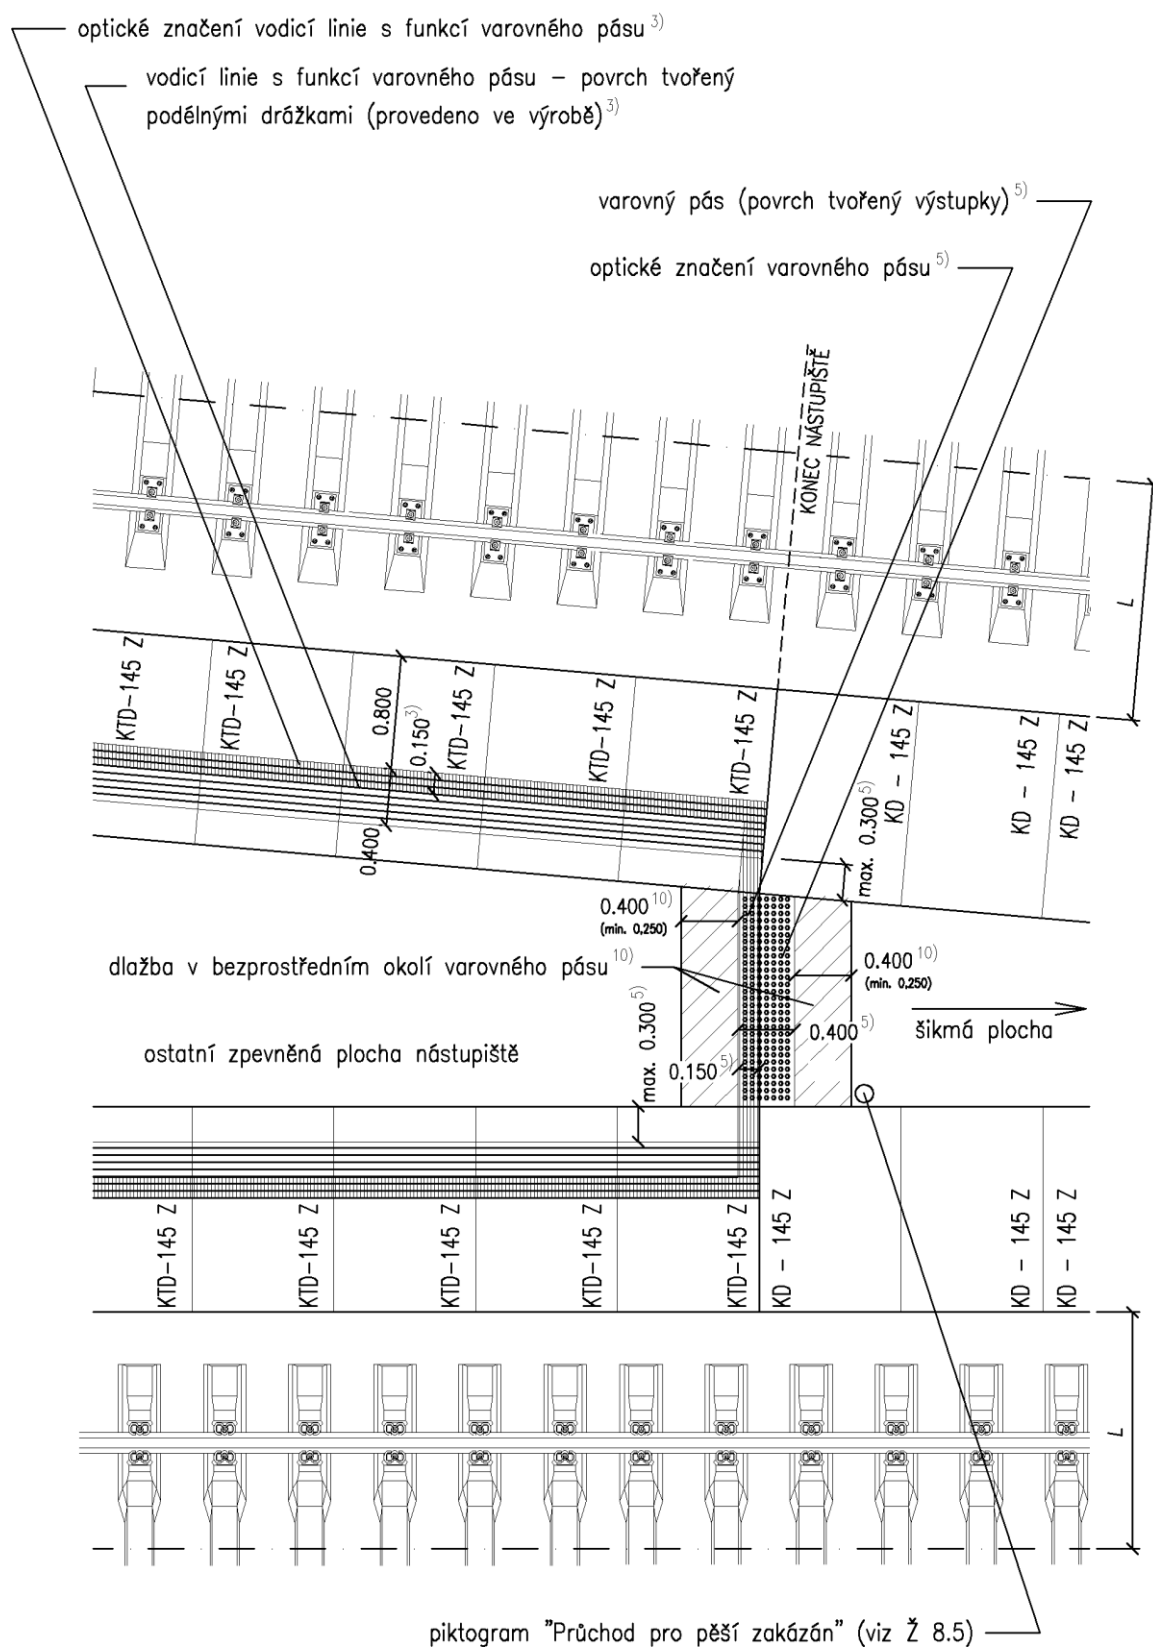 optické značení vodicí linie s funkcí varovného pásu 3)
vodicí linie s funkcí varovného pásu – povrch tvořený
podélnými drážkami (provedeno ve výrobě) 3)
varovný pás (povrch tvořený výstupky) 5)
optické značení varovného pásu 5)
KONEC NÁSTUPIŠTĚ
L
KTD-145 Z
KTD-145 Z
KTD-145 Z
KTD-145 Z
KTD-145 Z
KD - 145 Z
KD - 145 Z
KD - 145 Z
0.800
0.150 3)
0.400
max. 0.300 5)
0.400 10)
(min. 0,250)
dlažba v bezprostředním okolí varovného pásu 10)
0.400 10)
(min. 0,250)
max. 0.300 5)
0.400 5)
šikmá plocha
ostatní zpevněná plocha nástupiště
0.150 5)
KTD-145 Z
KTD-145 Z
KTD-145 Z
KTD-145 Z
KTD-145 Z
KD - 145 Z
KD - 145 Z
KD - 145 Z
L
piktogram "Průchod pro pěší zakázán" (viz Ž 8.5)